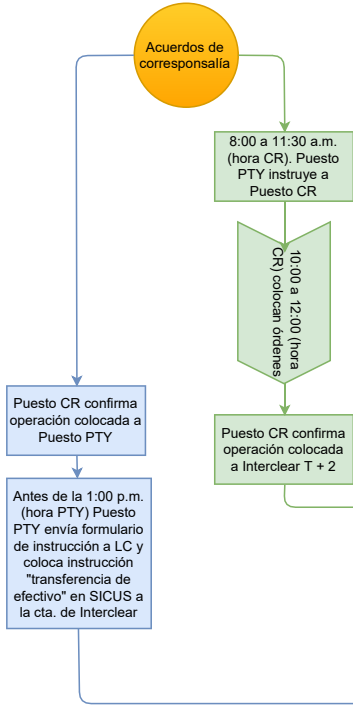 Acuerdos de
corresponsalía
8:00 a 11:30 a.m.
(hora CR). Puesto
PTY instruye a
Puesto CR
10:00 a 12:00 (hora
CR) colocan órdenes
Puesto CR confirma
operación colocada a
Puesto PTY
Puesto CR confirma
operación colocada
a Interclear T + 2
Antes de la 1:00 p.m.
(hora PTY) Puesto
PTY envía formulario
de instrucción a LC y
coloca instrucción
"transferencia de
efectivo" en SICUS a
la cta. de Interclear